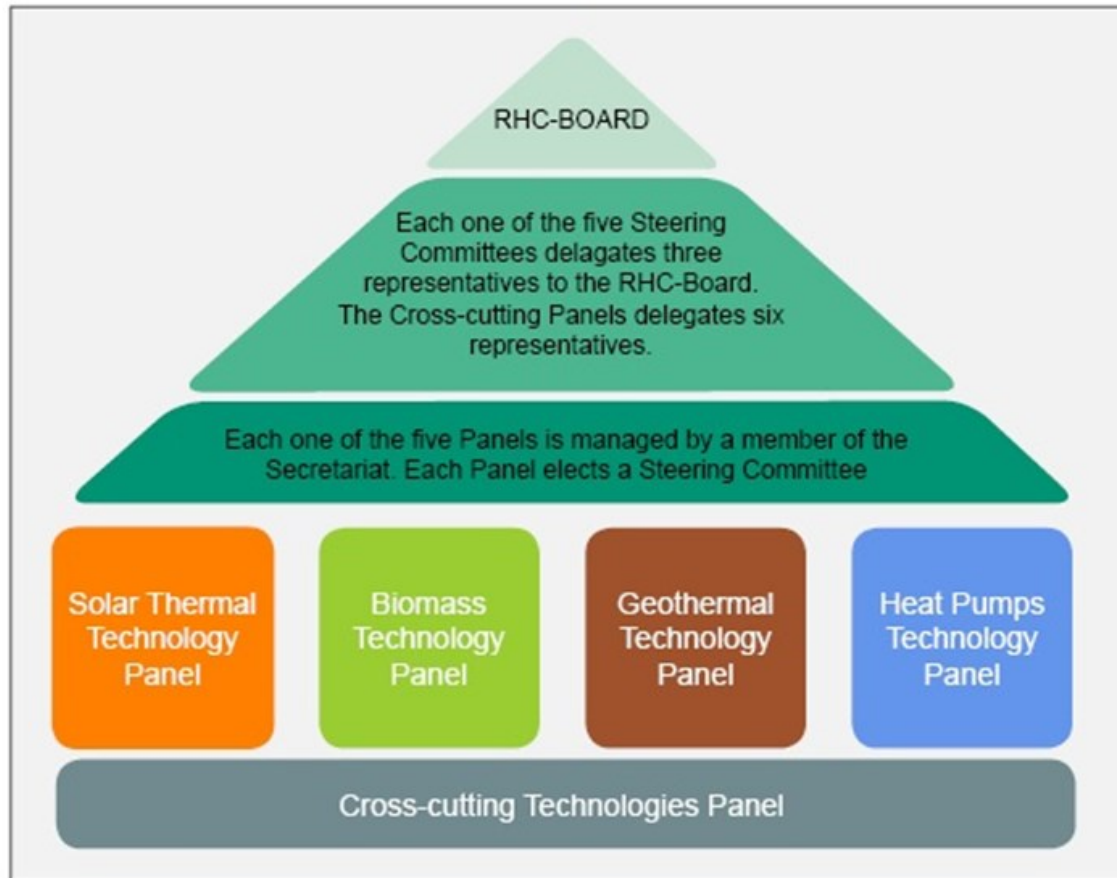 RHC-BOARD
Each one of the five Steering
Committees delagates three
representatives to the RHC-Board.
The Cross-cutting Panels delegates six
representatives.
Each one of the five Panels is managed by a member of the
Secretariat. Each Panel elects a Steering Committee
Solar Thermal
Technology
Panel
Biomass
Technology
Panel
Geothermal
Technology
Panel
Heat Pumps
Technology
Panel
Cross-cutting Technologies Panel